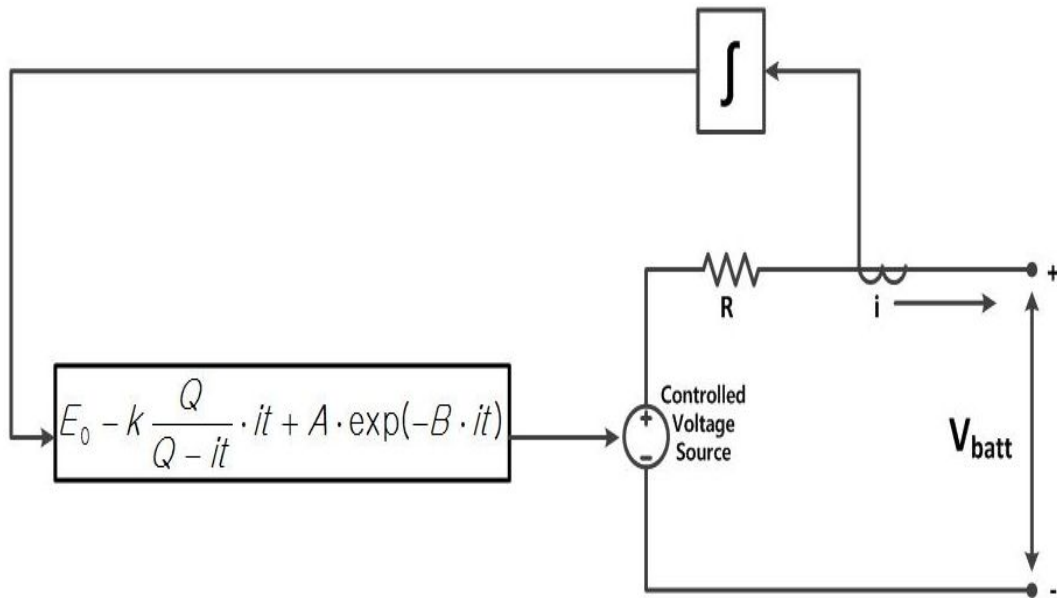 ∫
+
R
i
E₀ − k Q/(Q − it) · it + A · exp(−B · it)
+
−
Controlled
Voltage
Source
V_batt
-